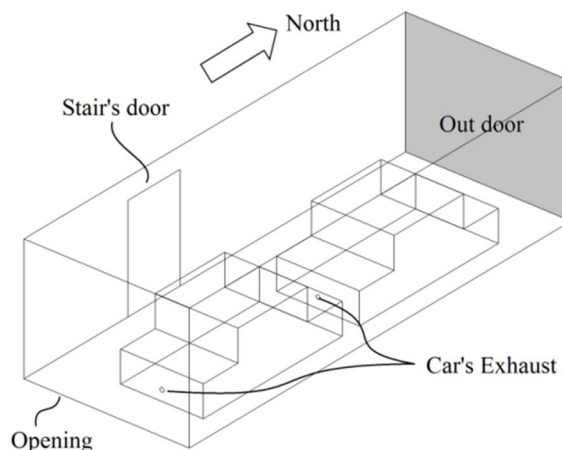 North
Stair's door
Out door
Car's Exhaust
Opening